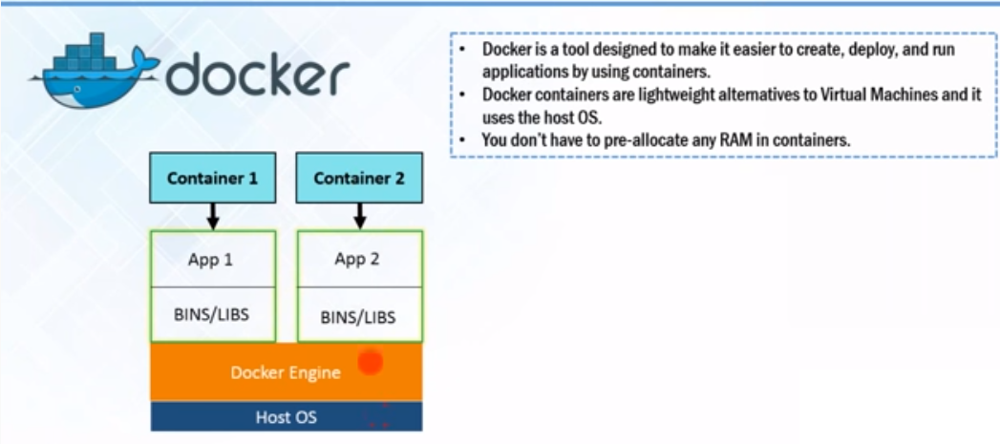 docker
• Docker is a tool designed to make it easier to create, deploy, and run
applications by using containers.
• Docker containers are lightweight alternatives to Virtual Machines and it
uses the host OS.
• You don't have to pre-allocate any RAM in containers.
Container 1
Container 2
App 1
App 2
BINS/LIBS
BINS/LIBS
Docker Engine
Host OS